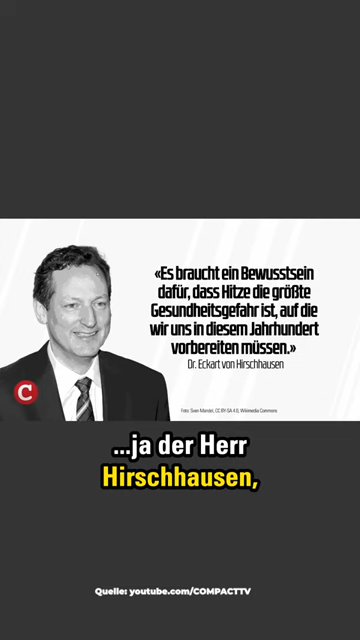 «Es braucht ein Bewusstsein
dafür, dass Hitze die größte
Gesundheitsgefahr ist, auf die
wir uns in diesem Jahrhundert
vorbereiten müssen.»
Dr. Eckart von Hirschhausen
C
Foto: Sven Mandel, CC BY-SA 4.0, Wikimedia Commons
...ja der Herr
Hirschhausen,
Quelle: youtube.com/COMPACTTV